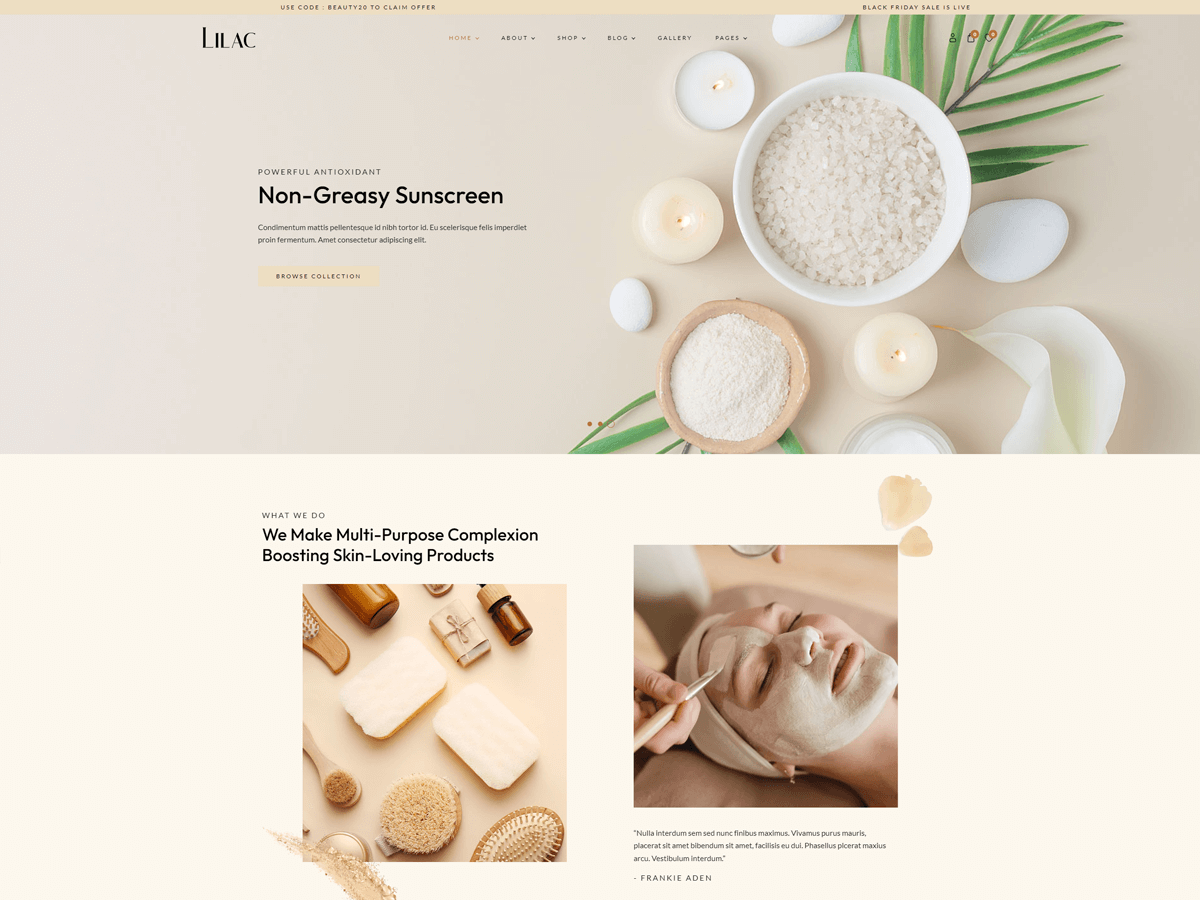 USE CODE : BEAUTY20 TO CLAIM OFFER
BLACK FRIDAY SALE IS LIVE
LILAC
HOME
ABOUT
SHOP
BLOG
GALLERY
PAGES
0
0
POWERFUL ANTIOXIDANT
Non-Greasy Sunscreen
Condimentum mattis pellentesque id nibh tortor id. Eu scelerisque felis imperdiet
proin fermentum. Amet consectetur adipiscing elit.
BROWSE COLLECTION
WHAT WE DO
We Make Multi-Purpose Complexion
Boosting Skin-Loving Products
“Nulla interdum sem sed nunc finibus maximus. Vivamus purus mauris,
placerat sit amet bibendum sit amet, facilisis eu dui. Phasellus plcerat maxius
arcu. Vestibulum interdum.”
- FRANKIE ADEN